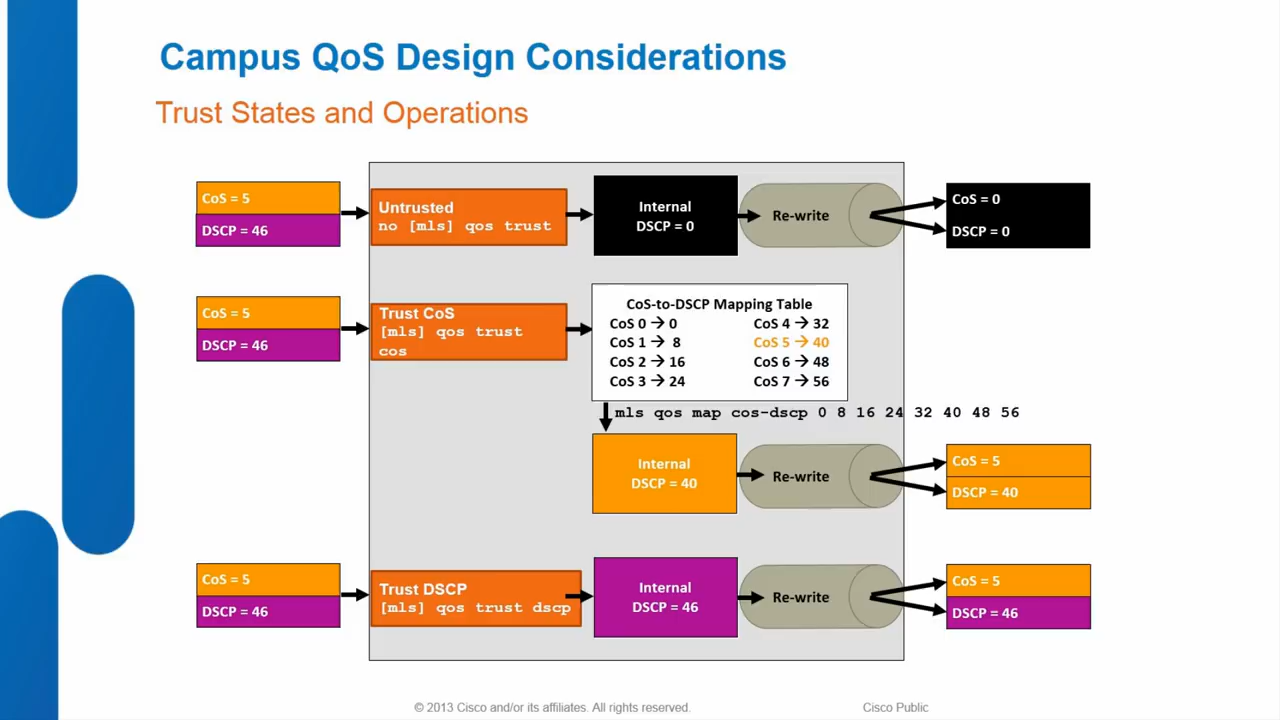 Campus QoS Design Considerations
Trust States and Operations
CoS = 5
DSCP = 46
Untrusted
no [mls] qos trust
Internal
DSCP = 0
Re-write
CoS = 0
DSCP = 0
CoS = 5
DSCP = 46
Trust CoS
[mls] qos trust
cos
CoS-to-DSCP Mapping Table
CoS 0 → 0 CoS 4 → 32
CoS 1 → 8 CoS 5 → 40
CoS 2 → 16 CoS 6 → 48
CoS 3 → 24 CoS 7 → 56
mls qos map cos-dscp 0 8 16 24 32 40 48 56
Internal
DSCP = 40
Re-write
CoS = 5
DSCP = 40
CoS = 5
DSCP = 46
Trust DSCP
[mls] qos trust dscp
Internal
DSCP = 46
Re-write
CoS = 5
DSCP = 46
© 2013 Cisco and/or its affiliates. All rights reserved. Cisco Public